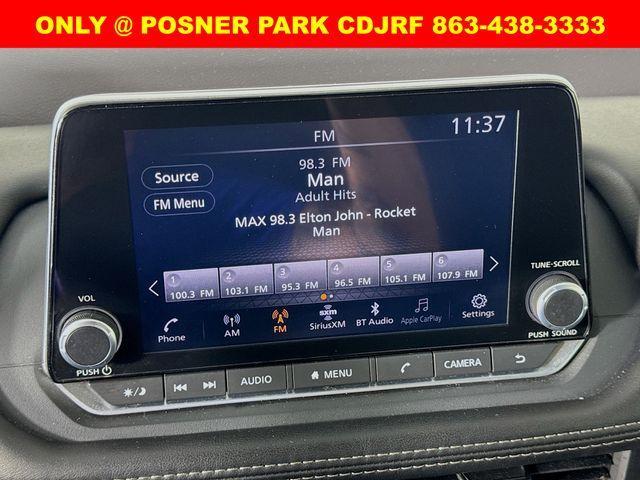 ONLY @ POSNER PARK CDJRF 863-438-3333
FM
11:37
98.3 FM
Source
Man
Adult Hits
FM Menu
MAX 98.3 Elton John - Rocket
Man
1 2 3 4 5 6
100.3 FM 103.1 FM 95.3 FM 96.5 FM 105.1 FM 107.9 FM
TUNE•SCROLL
VOL
sxm
Phone AM FM SiriusXM BT Audio Apple CarPlay Settings
PUSH
PUSH SOUND
AUDIO MENU CAMERA